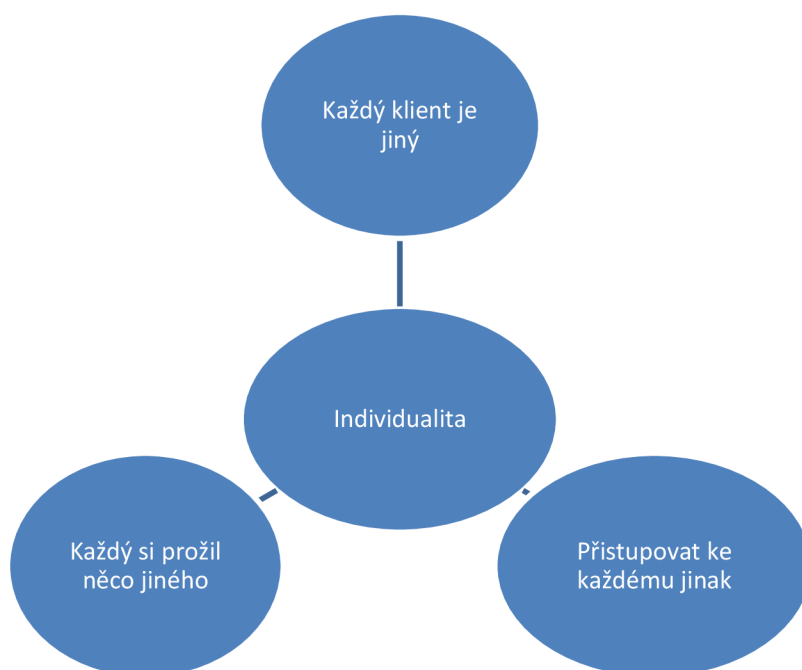 Každý klient je
jiný
Individualita
Každý si prožil
něco jiného
Přistupovat ke
každému jinak